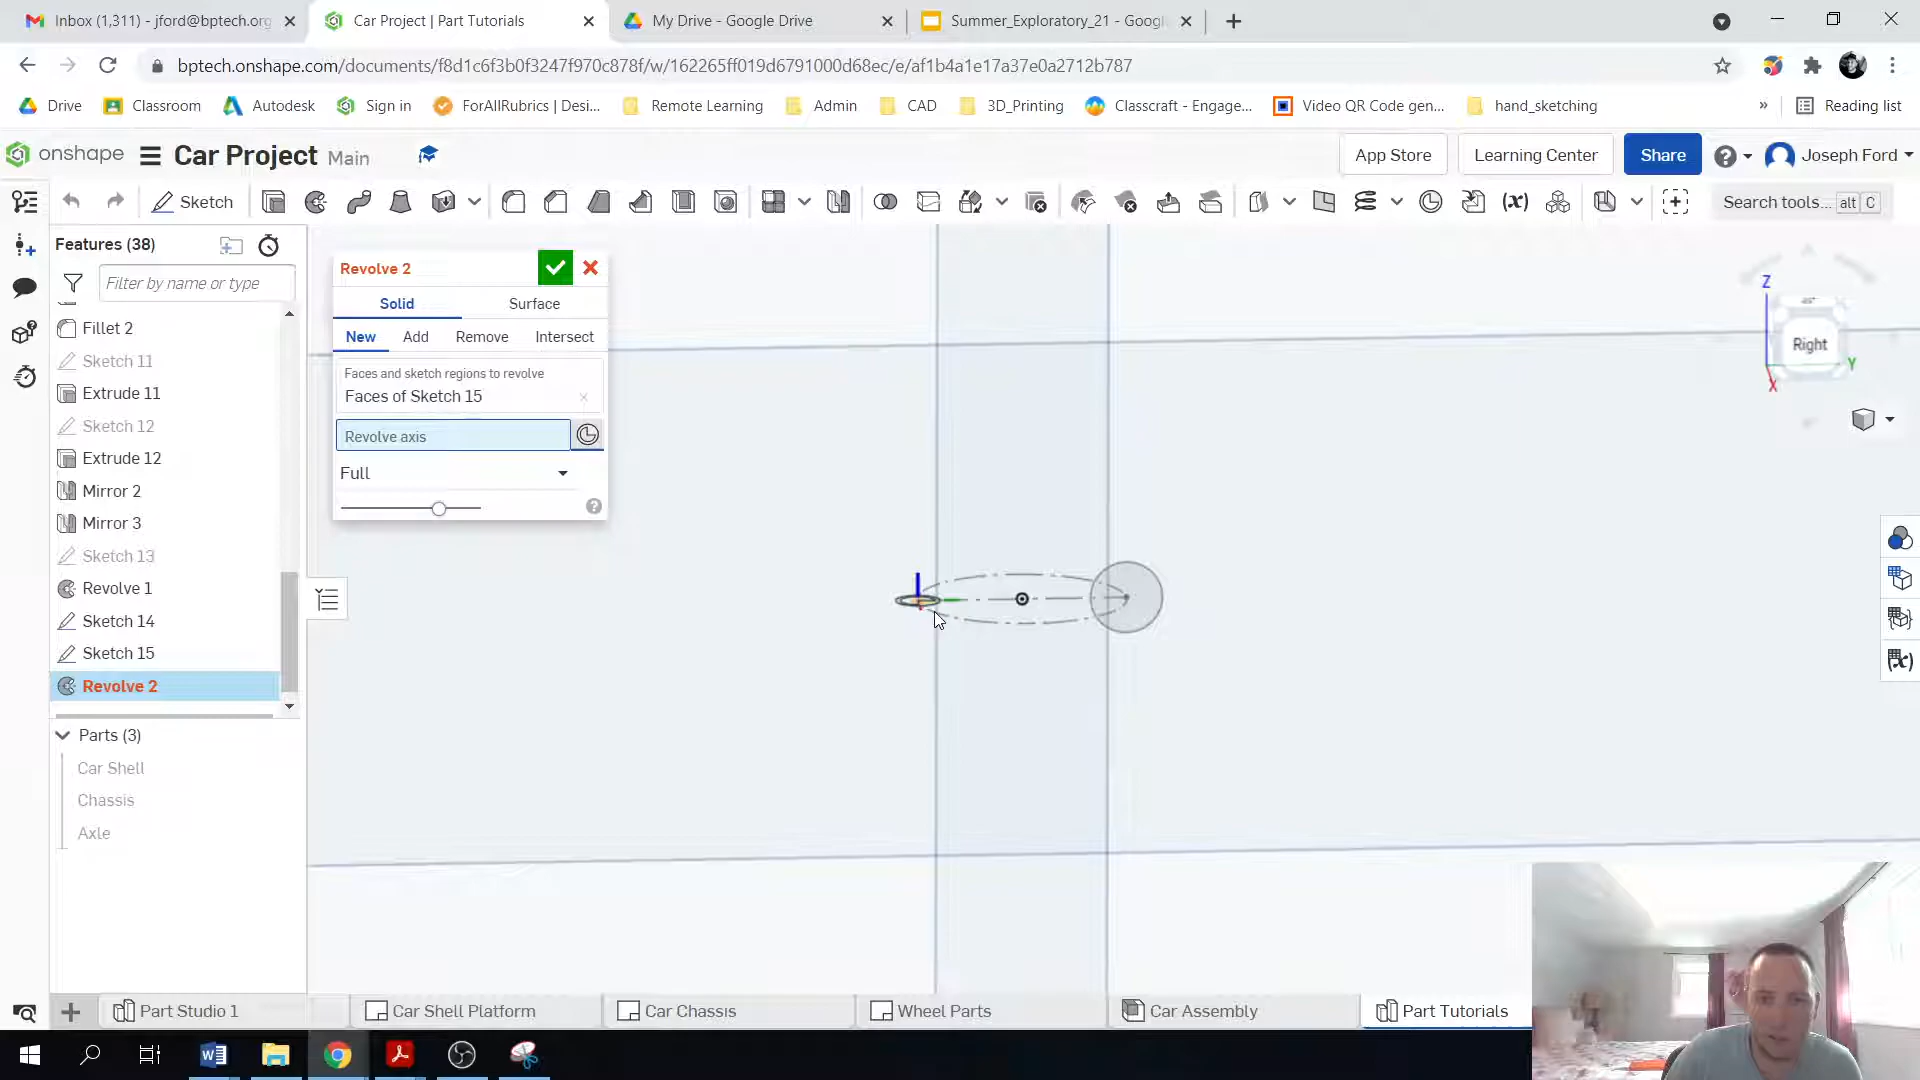 Inbox (1,311) - jford@bptech.org
Car Project | Part Tutorials
My Drive - Google Drive
Summer_Exploratory_21 - Googl
bptech.onshape.com/documents/f8d1c6f3b0f3247f970c878f/w/162265ff019d6791000d68ec/e/af1b4a1e17a37e0a2712b787
Drive
Classroom
Autodesk
Sign in
ForAllRubrics | Desi...
Remote Learning
Admin
CAD
3D_Printing
Classcraft - Engage...
Video QR Code gen...
hand_sketching
»
Reading list
onshape
Car Project Main
App Store
Learning Center
Share
Joseph Ford
Sketch
(x)
Search tools... alt C
Features (38)
Filter by name or type
Fillet 2
Sketch 11
Extrude 11
Sketch 12
Extrude 12
Mirror 2
Mirror 3
Sketch 13
Revolve 1
Sketch 14
Sketch 15
Revolve 2
Parts (3)
Car Shell
Chassis
Axle
Revolve 2
Solid
Surface
New
Add
Remove
Intersect
Faces and sketch regions to revolve
Faces of Sketch 15
Revolve axis
Full
Z
Right
Y
X
(x)
Part Studio 1
Car Shell Platform
Car Chassis
Wheel Parts
Car Assembly
Part Tutorials